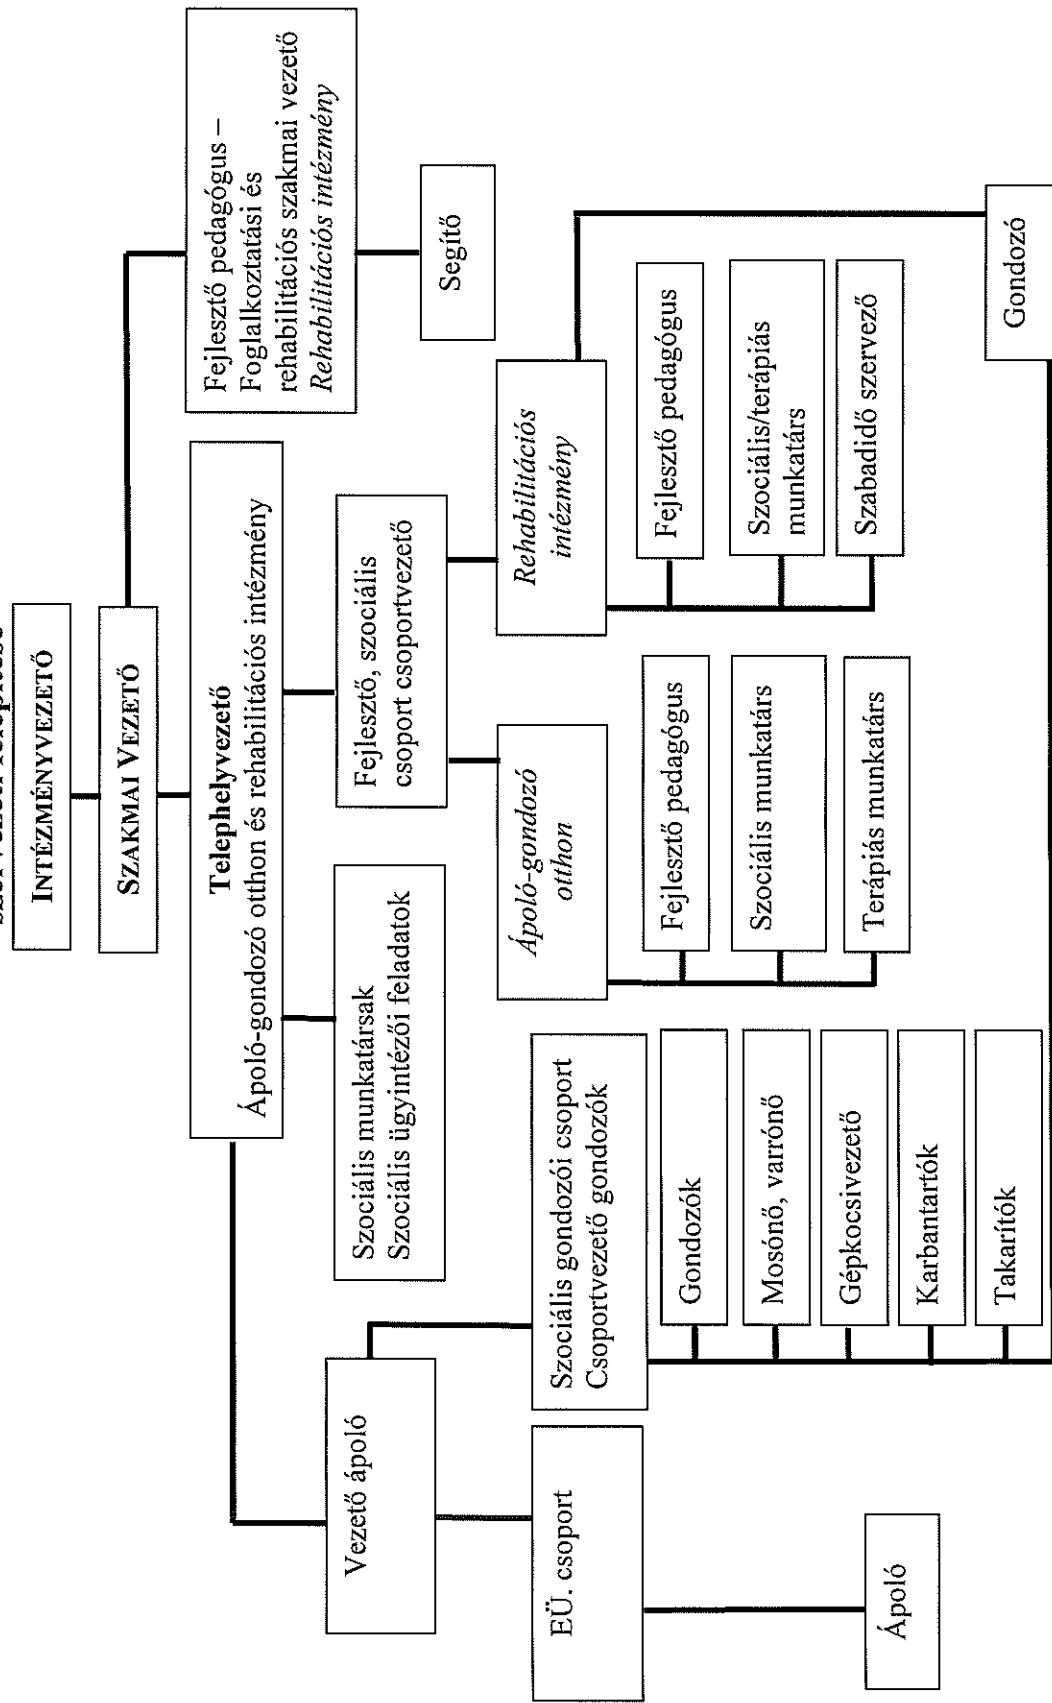 INTÉZMÉNYVEZETŐ
SZAKMAI VEZETŐ
Telephelyvezető
Ápoló-gondozó otthon és rehabilitációs intézmény
Fejlesztő pedagógus –
Foglalkoztatási és
rehabilitációs szakmai vezető
Rehabilitációs intézmény
Vezető ápoló
Szociális munkatársak
Szociális ügyintézői feladatok
Fejlesztő, szociális
csoport csoportvezető
Segítő
EÜ. csoport
Szociális gondozói csoport
Csoportvezető gondozók
Ápoló-gondozó
otthon
Rehabilitációs
intézmény
Ápoló
Gondozók
Mosónő, varrónő
Gépkocsivezető
Karbantartók
Takarítók
Fejlesztő pedagógus
Szociális munkatárs
Terápiás munkatárs
Fejlesztő pedagógus
Szociális/terápiás
munkatárs
Szabadidő szervező
Gondozó